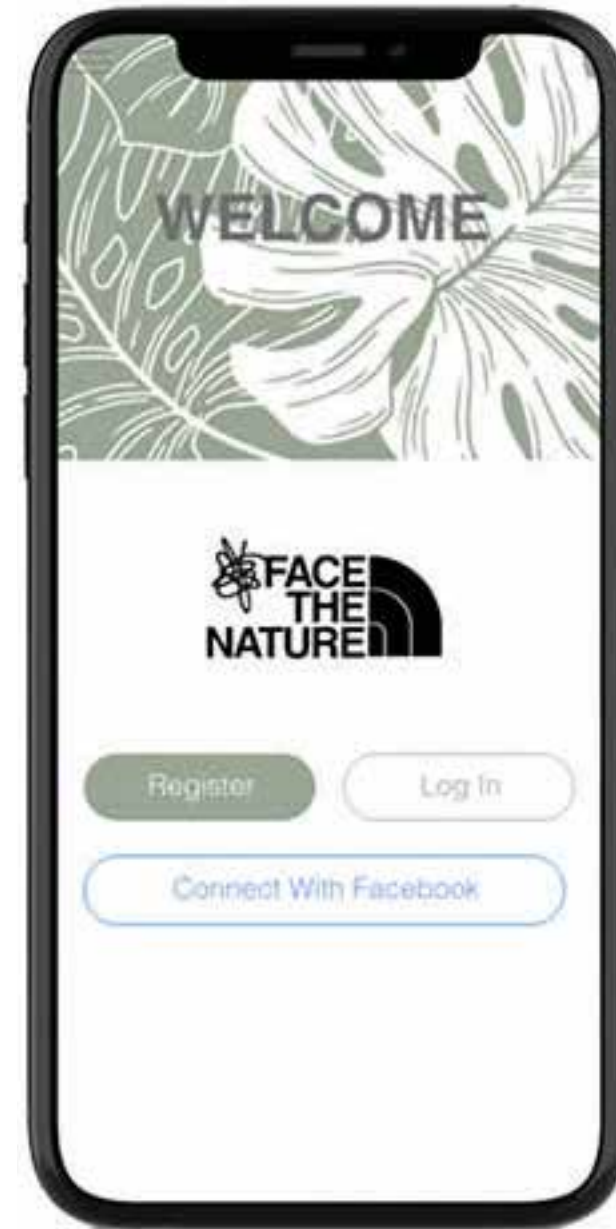 WELCOME
FACE
THE
NATURE
Register
Log In
Connect With Facebook